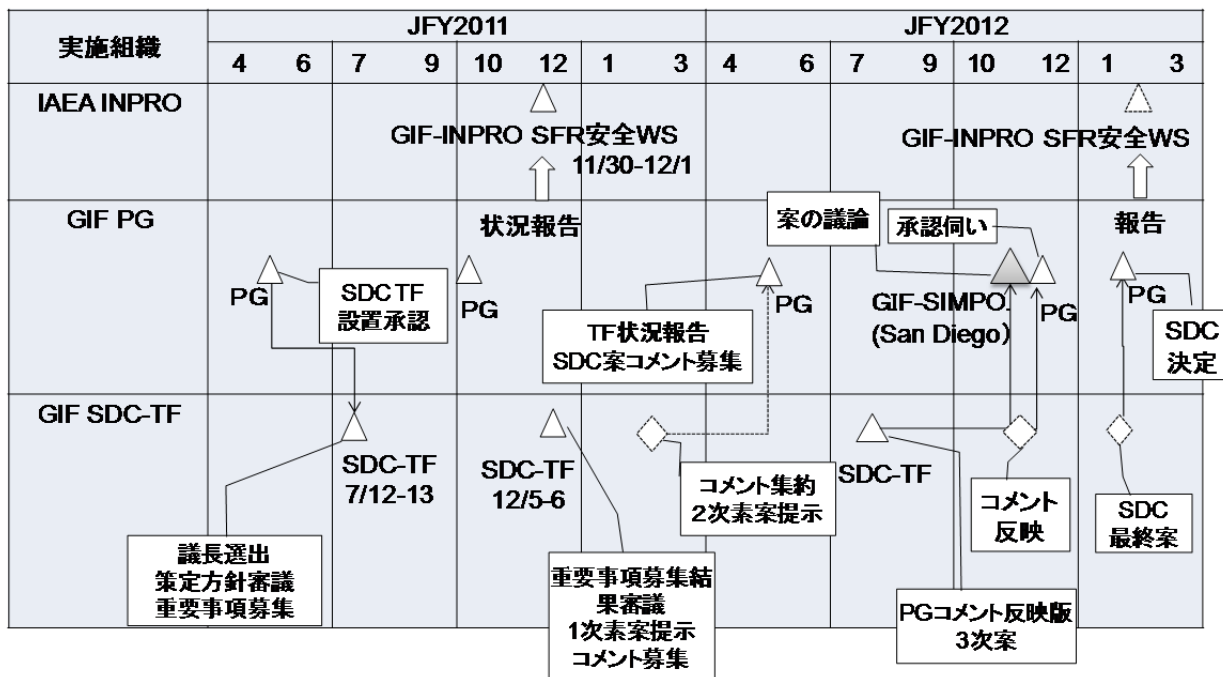 実施組織
JFY2011
JFY2012
4 6 7 9 10 12 1 3 4 6 7 9 10 12 1 3
IAEA INPRO
GIF-INPRO SFR安全WS
11/30-12/1
GIF-INPRO SFR安全WS
GIF PG
状況報告
案の議論
承認伺い
報告
PG
SDC TF
設置承認
PG
TF状況報告
SDC案コメント募集
PG
GIF-SIMPO.
(San Diego)
PG
PG
SDC
決定
GIF SDC-TF
SDC-TF
7/12-13
SDC-TF
12/5-6
コメント集約
2次素案提示
SDC-TF
コメント
反映
SDC
最終案
議長選出
策定方針審議
重要事項募集
重要事項募集結
果審議
1次素案提示
コメント募集
PGコメント反映版
3次案